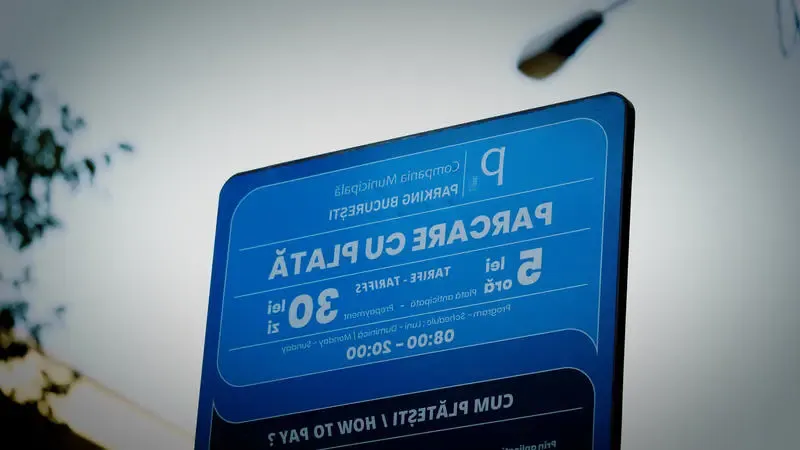 p
Compania Municipală
PARKING BUCUREȘTI
PARCARE CU PLATĂ
5 lei oră
TARIFE - TARIFFS
30 lei zi
Plată anticipată - Prepayment
Program - Schedule: Luni - Duminică / Monday - Sunday
08:00 – 20:00
CUM PLĂTEȘTI / HOW TO PAY?